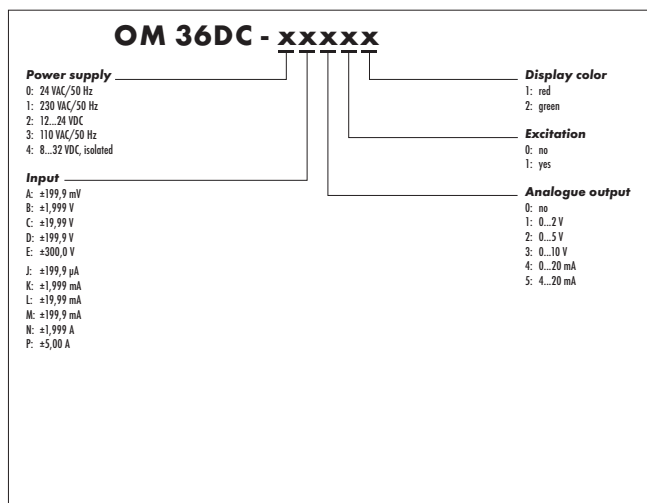 OM 36DC - x x x x x
Power supply
0: 24 VAC/50 Hz
1: 230 VAC/50 Hz
2: 12...24 VDC
3: 110 VAC/50 Hz
4: 8...32 VDC, isolated
Input
A: ±199,9 mV
B: ±1,999 V
C: ±19,99 V
D: ±199,9 V
E: ±300,0 V
J: ±199,9 µA
K: ±1,999 mA
L: ±19,99 mA
M: ±199,9 mA
N: ±1,999 A
P: ±5,00 A
Display color
1: red
2: green
Excitation
0: no
1: yes
Analogue output
0: no
1: 0...2 V
2: 0...5 V
3: 0...10 V
4: 0...20 mA
5: 4...20 mA